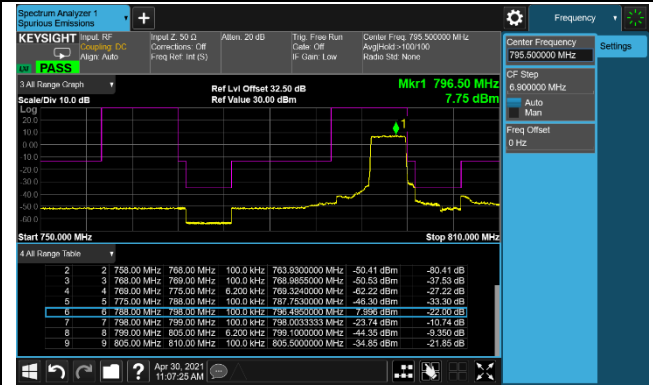 Spectrum Analyzer 1
Spurious Emissions
Frequency
KEYSIGHT Input: RF
Coupling: DC
Align: Auto
Input Z: 50 Ω
Corrections: Off
Freq Ref: Int (S)
Atten: 20 dB
Trig: Free Run
Gate: Off
IF Gain: Low
Center Freq: 795.500000 MHz
Avg|Hold:>100/100
Radio Std: None
PASS
Center Frequency
795.500000 MHz
Settings
CF Step
6.900000 MHz
Auto
Man
Freq Offset
0 Hz
3 All Range Graph
Scale/Div 10.0 dB
Ref Lvl Offset 32.50 dB
Ref Value 30.00 dBm
Mkr1 796.50 MHz
7.75 dBm
Log
20.0
10.0
0.00
-10.0
-20.0
-30.0
-40.0
-50.0
-60.0
1
Start 750.000 MHz
Stop 810.000 MHz
4 All Range Table
2 2 758.00 MHz 768.00 MHz 100.0 kHz 763.9300000 MHz -50.41 dBm -80.41 dB
3 3 768.00 MHz 769.00 MHz 100.0 kHz 768.9855000 MHz -50.53 dBm -37.53 dB
4 4 769.00 MHz 775.00 MHz 6.200 kHz 769.3240000 MHz -62.22 dBm -27.22 dB
5 5 775.00 MHz 788.00 MHz 100.0 kHz 787.7530000 MHz -46.30 dBm -33.30 dB
6 6 788.00 MHz 798.00 MHz 100.0 kHz 796.4950000 MHz 7.996 dBm -22.00 dB
7 7 798.00 MHz 799.00 MHz 100.0 kHz 798.0033333 MHz -23.74 dBm -10.74 dB
8 8 799.00 MHz 805.00 MHz 6.200 kHz 799.1000000 MHz -44.35 dBm -9.350 dB
9 9 805.00 MHz 810.00 MHz 100.0 kHz 805.5000000 MHz -34.85 dBm -21.85 dB
Apr 30, 2021
11:07:25 AM